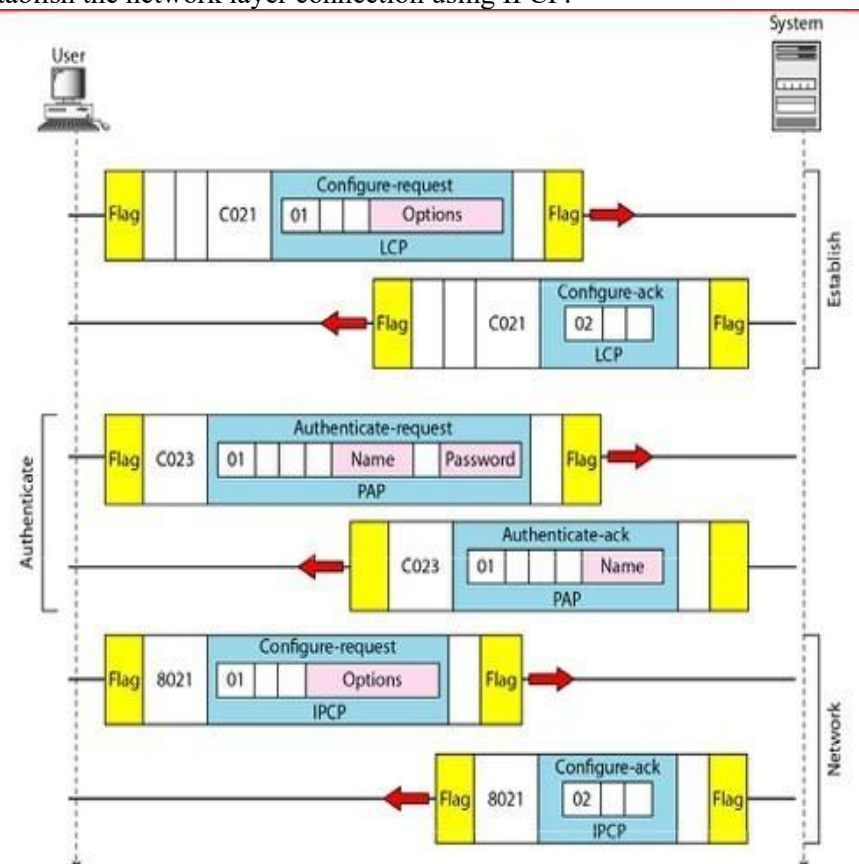 tablish the network layer connection using IPCP.
System
User
Configure-request
Flag C021 01 Options Flag
LCP
Configure-ack
Flag C021 02 Flag
LCP
Establish
Authenticate-request
Flag C023 01 Name Password Flag
PAP
Authenticate
Authenticate-ack
C023 01 Name
PAP
Configure-request
Flag 8021 01 Options Flag
IPCP
Network
Configure-ack
Flag 8021 02 Flag
IPCP